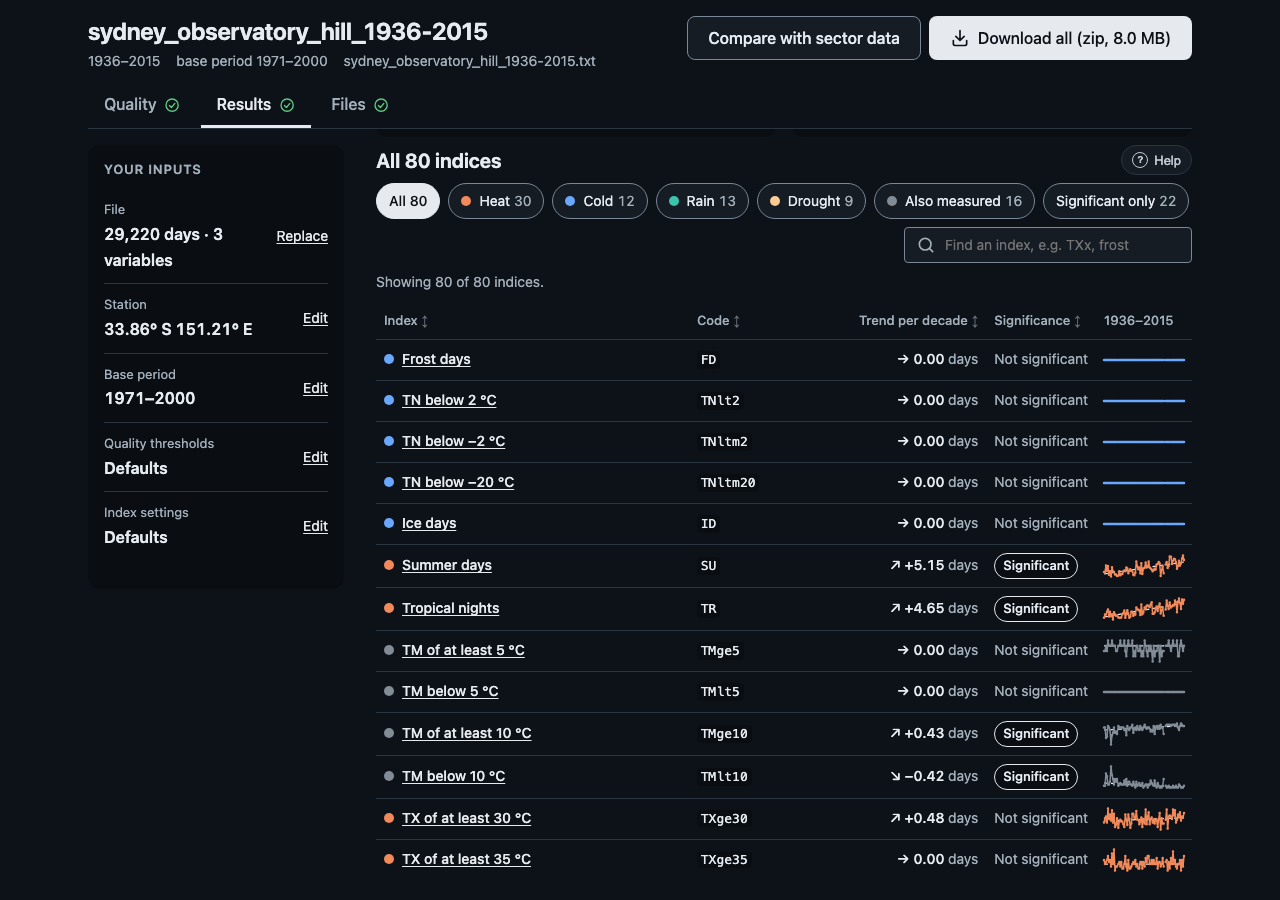 sydney_observatory_hill_1936-2015
1936–2015 base period 1971–2000 sydney_observatory_hill_1936-2015.txt
Compare with sector data
Download all (zip, 8.0 MB)
Quality
Results
Files
YOUR INPUTS
File
29,220 days · 3
variables
Replace
Station
33.86° S 151.21° E
Edit
Base period
1971–2000
Edit
Quality thresholds
Defaults
Edit
Index settings
Defaults
Edit
All 80 indices
? Help
All 80
Heat 30
Cold 12
Rain 13
Drought 9
Also measured 16
Significant only 22
Find an index, e.g. TXx, frost
Showing 80 of 80 indices.
Index ↕ Code ↕ Trend per decade ↕ Significance ↕ 1936–2015
Frost days FD → 0.00 days Not significant
TN below 2 °C TNlt2 → 0.00 days Not significant
TN below −2 °C TNltm2 → 0.00 days Not significant
TN below −20 °C TNltm20 → 0.00 days Not significant
Ice days ID → 0.00 days Not significant
Summer days SU ↗ +5.15 days Significant
Tropical nights TR ↗ +4.65 days Significant
TM of at least 5 °C TMge5 → 0.00 days Not significant
TM below 5 °C TMlt5 → 0.00 days Not significant
TM of at least 10 °C TMge10 ↗ +0.43 days Significant
TM below 10 °C TMlt10 ↘ −0.42 days Significant
TX of at least 30 °C TXge30 ↗ +0.48 days Not significant
TX of at least 35 °C TXge35 → 0.00 days Not significant